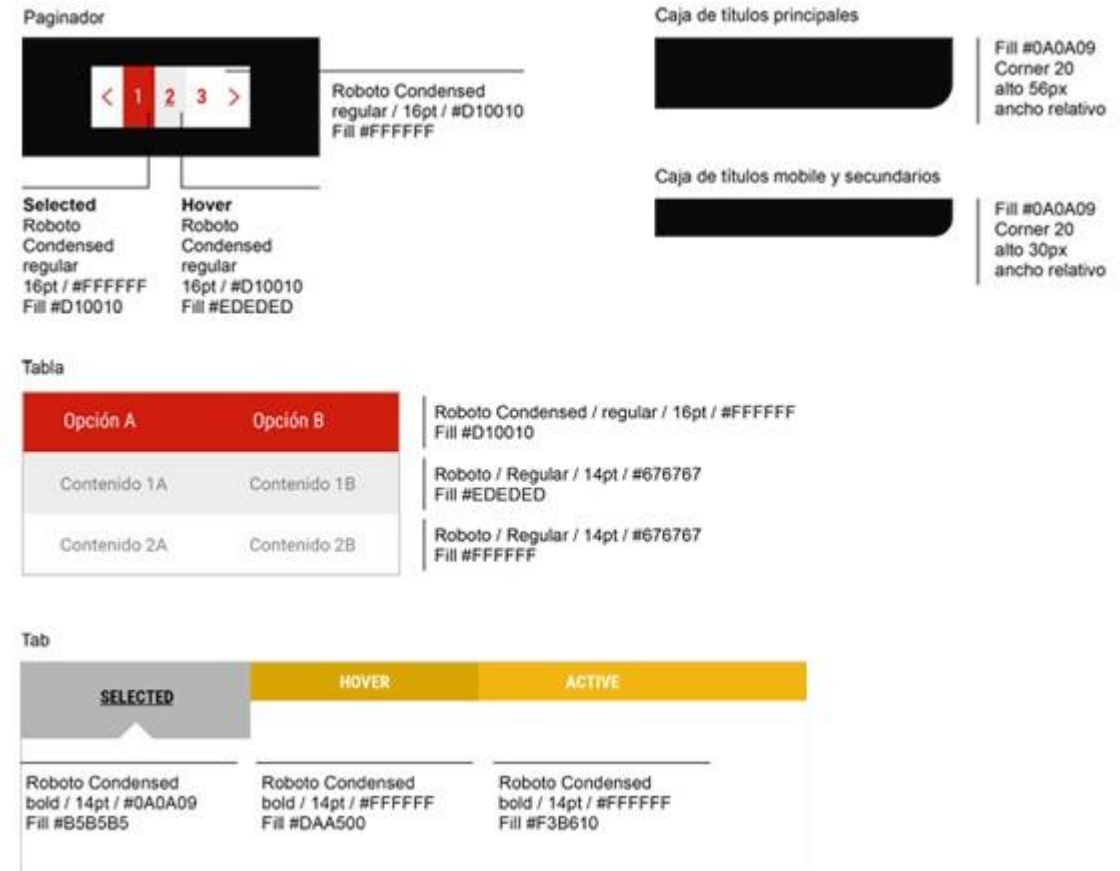 Paginador
< 1 2 3 >
Roboto Condensed
regular / 16pt / #D10010
Fill #FFFFFF
Selected
Roboto
Condensed
regular
16pt / #FFFFFF
Fill #D10010
Hover
Roboto
Condensed
regular
16pt / #D10010
Fill #EDEDED
Caja de títulos principales
Fill #0A0A09
Corner 20
alto 56px
ancho relativo
Caja de títulos mobile y secundarios
Fill #0A0A09
Corner 20
alto 30px
ancho relativo
Tabla
Opción A Opción B
Roboto Condensed / regular / 16pt / #FFFFFF
Fill #D10010
Contenido 1A Contenido 1B
Roboto / Regular / 14pt / #676767
Fill #EDEDED
Contenido 2A Contenido 2B
Roboto / Regular / 14pt / #676767
Fill #FFFFFF
Tab
SELECTED
HOVER
ACTIVE
Roboto Condensed
bold / 14pt / #0A0A09
Fill #B5B5B5
Roboto Condensed
bold / 14pt / #FFFFFF
Fill #DAA500
Roboto Condensed
bold / 14pt / #FFFFFF
Fill #F3B610